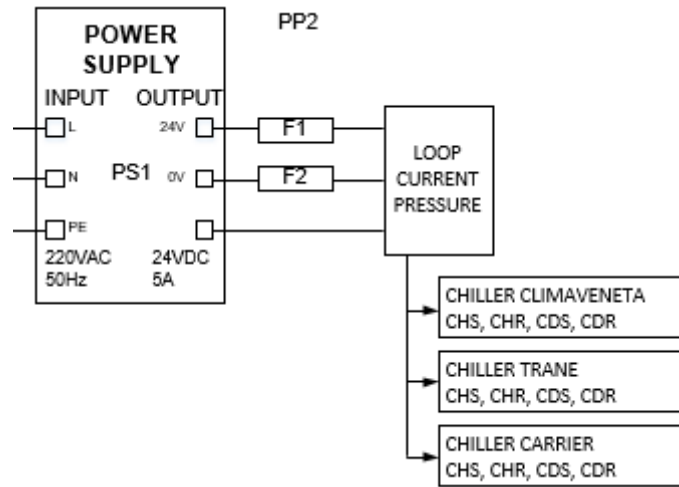 PP2
POWER
SUPPLY
INPUT OUTPUT
L 24V F1
N PS1 0V F2
PE
220VAC 24VDC
50Hz 5A
LOOP
CURRENT
PRESSURE
CHILLER CLIMAVENETA
CHS, CHR, CDS, CDR
CHILLER TRANE
CHS, CHR, CDS, CDR
CHILLER CARRIER
CHS, CHR, CDS, CDR